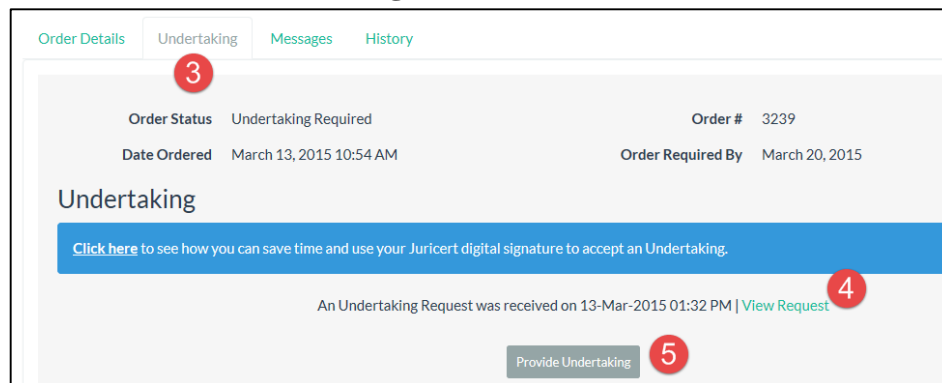 Order Details Undertaking Messages History
3
Order Status Undertaking Required Order # 3239
Date Ordered March 13, 2015 10:54 AM Order Required By March 20, 2015
Undertaking
Click here to see how you can save time and use your Juricert digital signature to accept an Undertaking.
4
An Undertaking Request was received on 13-Mar-2015 01:32 PM | View Request
Provide Undertaking 5